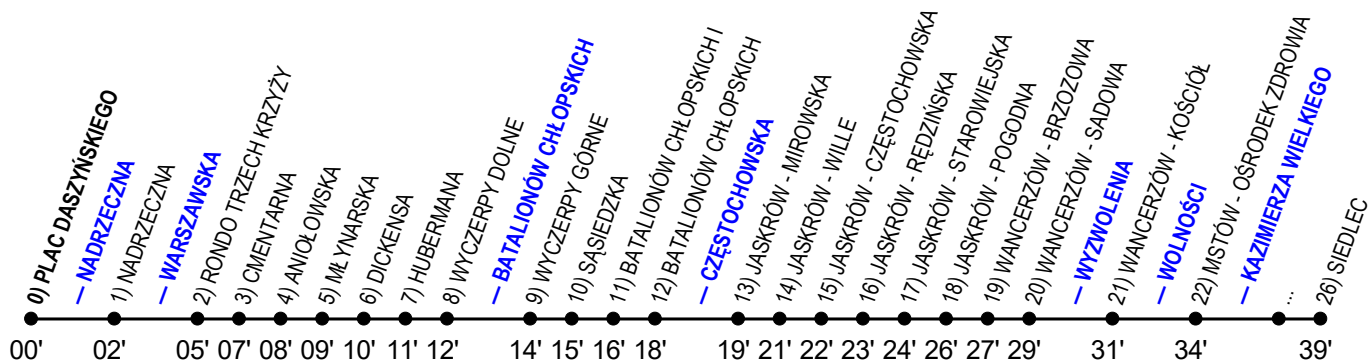 0) PLAC DASZYŃSKIEGO
— NADRZECZNA
1) NADRZECZNA
— WARSZAWSKA
2) RONDO TRZECH KRZYŻY
3) CMENTARNA
4) ANIOŁOWSKA
5) MŁYNARSKA
6) DICKENSA
7) HUBERMANA
8) WYCZERPY DOLNE
— BATALIONÓW CHŁOPSKICH
9) WYCZERPY GÓRNE
10) SĄSIEDZKA
11) BATALIONÓW CHŁOPSKICH I
12) BATALIONÓW CHŁOPSKICH
— CZĘSTOCHOWSKA
13) JASKRÓW - MIROWSKA
14) JASKRÓW - WILLE
15) JASKRÓW - CZĘSTOCHOWSKA
16) JASKRÓW - RĘDZIŃSKA
17) JASKRÓW - STAROWIEJSKA
18) JASKRÓW - POGODNA
19) WANCERZÓW - BRZOZOWA
20) WANCERZÓW - SADOWA
— WYZWOLENIA
21) WANCERZÓW - KOŚCIÓŁ
— WOLNOŚCI
22) MSTÓW - OŚRODEK ZDROWIA
— KAZIMIERZA WIELKIEGO
...
26) SIEDLEC
00' 02' 05' 07' 08' 09' 10' 11' 12' 14' 15' 16' 18' 19' 21' 22' 23' 24' 26' 27' 29' 31' 34' 39'